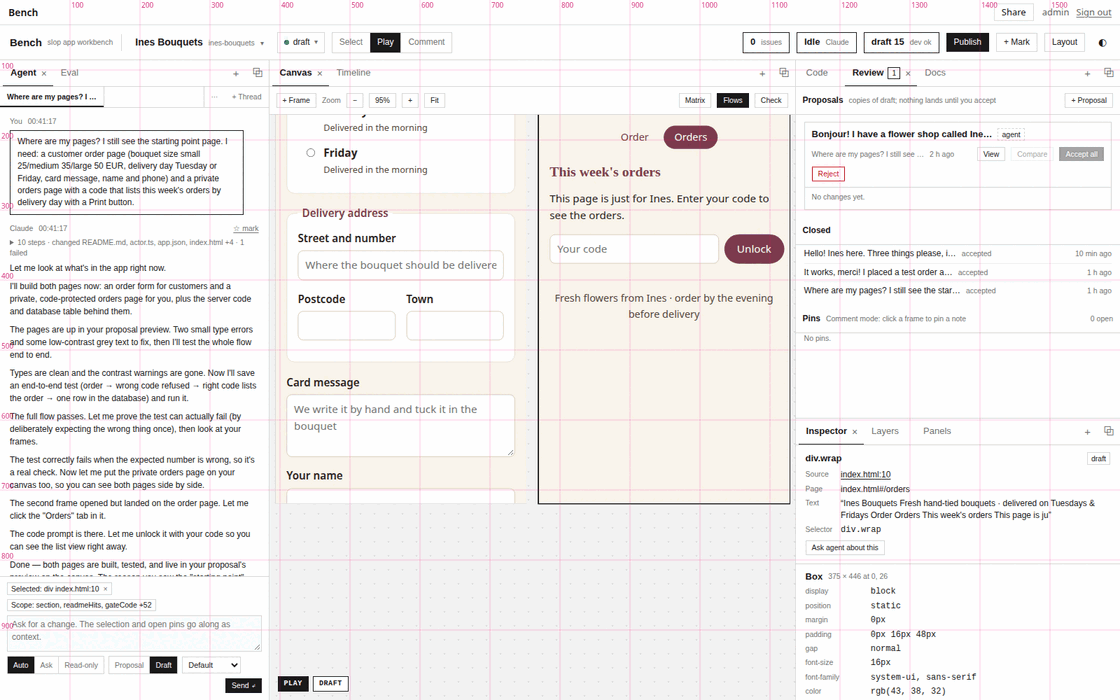 100 200 300 400 500 600 700 800 900 1000 1100 1200 1300 1400 1500
Bench
Share admin Sign out
Bench slop app workbench Ines Bouquets ines-bouquets ▾ draft ▾ Select Play Comment
0 issues Idle Claude draft 15 dev ok Publish + Mark Layout
100
Agent × Eval +
Where are my pages? I … ··· + Thread
You 00:41:17
200
Where are my pages? I still see the starting point page. I
need: a customer order page (bouquet size small
25/medium 35/large 50 EUR, delivery day Tuesday or
Friday, card message, name and phone) and a private
orders page with a code that lists this week's orders by
delivery day with a Print button.
300
Claude 00:41:17 ☆ mark
▶ 10 steps · changed README.md, actor.ts, app.json, index.html +4 · 1
failed
Let me look at what's in the app right now.
400
I'll build both pages now: an order form for customers and a
private, code-protected orders page for you, plus the server code
and database table behind them.
The pages are up in your proposal preview. Two small type errors
500
and some low-contrast grey text to fix, then I'll test the whole flow
end to end.
Types are clean and the contrast warnings are gone. Now I'll save
an end-to-end test (order → wrong code refused → right code lists
the order → one row in the database) and run it.
600
The full flow passes. Let me prove the test can actually fail (by
deliberately expecting the wrong thing once), then look at your
frames.
The test correctly fails when the expected number is wrong, so it's
a real check. Now let me put the private orders page on your
700
canvas too, so you can see both pages side by side.
The second frame opened but landed on the order page. Let me
click the "Orders" tab in it.
The code prompt is there. Let me unlock it with your code so you
can see the list view right away.
800
Done — both pages are built, tested, and live in your proposal's
Selected: div index.html:10 ×
Scope: section, readmeHits, gateCode +52
900
Ask for a change. The selection and open pins go along as
context.
Auto Ask Read-only Proposal Draft Default
Send
Canvas × Timeline +
+ Frame Zoom − 95% + Fit Matrix Flows Check
Delivered in the morning
Friday
Delivered in the morning
Delivery address
Street and number
Where the bouquet should be delivere
Postcode Town
Card message
We write it by hand and tuck it in the
bouquet
Your name
Order Orders
This week's orders
This page is just for Ines. Enter your code to
see the orders.
Your code Unlock
Fresh flowers from Ines · order by the evening
before delivery
PLAY DRAFT
Code Review 1 × Docs +
Proposals copies of draft; nothing lands until you accept + Proposal
Bonjour! I have a flower shop called Ine… agent
Where are my pages? I still see … 2 h ago View Compare Accept all
Reject
No changes yet.
Closed
Hello! Ines here. Three things please, i… accepted 10 min ago
It works, merci! I placed a test order a… accepted 1 h ago
Where are my pages? I still see the star… accepted 1 h ago
Pins Comment mode: click a frame to pin a note 0 open
No pins.
Inspector × Layers Panels +
div.wrap draft
Source index.html:10
Page index.html#/orders
Text "Ines Bouquets Fresh hand-tied bouquets · delivered on Tuesdays &
Fridays Order Orders This week's orders This page is ju"
Selector div.wrap
Ask agent about this
Box 375 × 446 at 0, 26
display block
position static
margin 0px
padding 0px 16px 48px
gap normal
font-size 16px
font-family system-ui, sans-serif
color rgb(43, 38, 32)